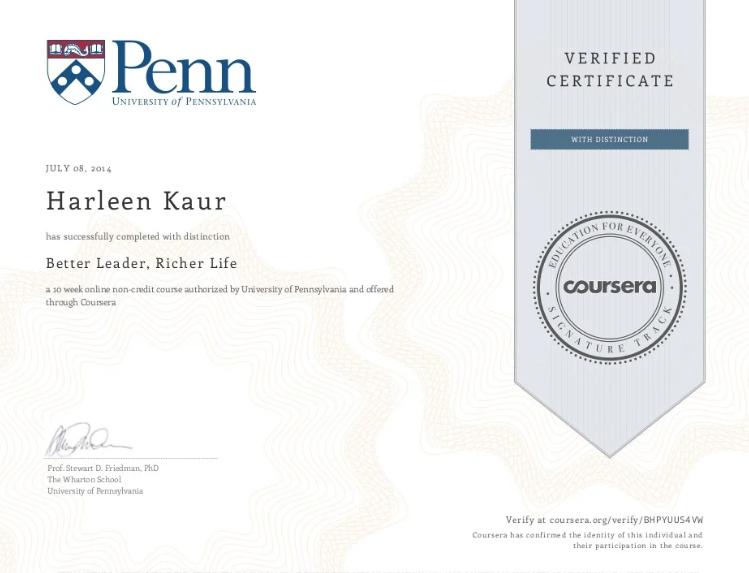 Penn
UNIVERSITY of PENNSYLVANIA
VERIFIED
CERTIFICATE
WITH DISTINCTION
JULY 08, 2014
Harleen Kaur
has successfully completed with distinction
Better Leader, Richer Life
a 10 week online non-credit course authorized by University of Pennsylvania and offered
through Coursera
EDUCATION FOR EVERYONE
coursera
SIGNATURE TRACK
Prof. Stewart D. Friedman, PhD
The Wharton School
University of Pennsylvania
Verify at coursera.org/verify/BHPYUUS4VW
Coursera has confirmed the identity of this individual and
their participation in the course.